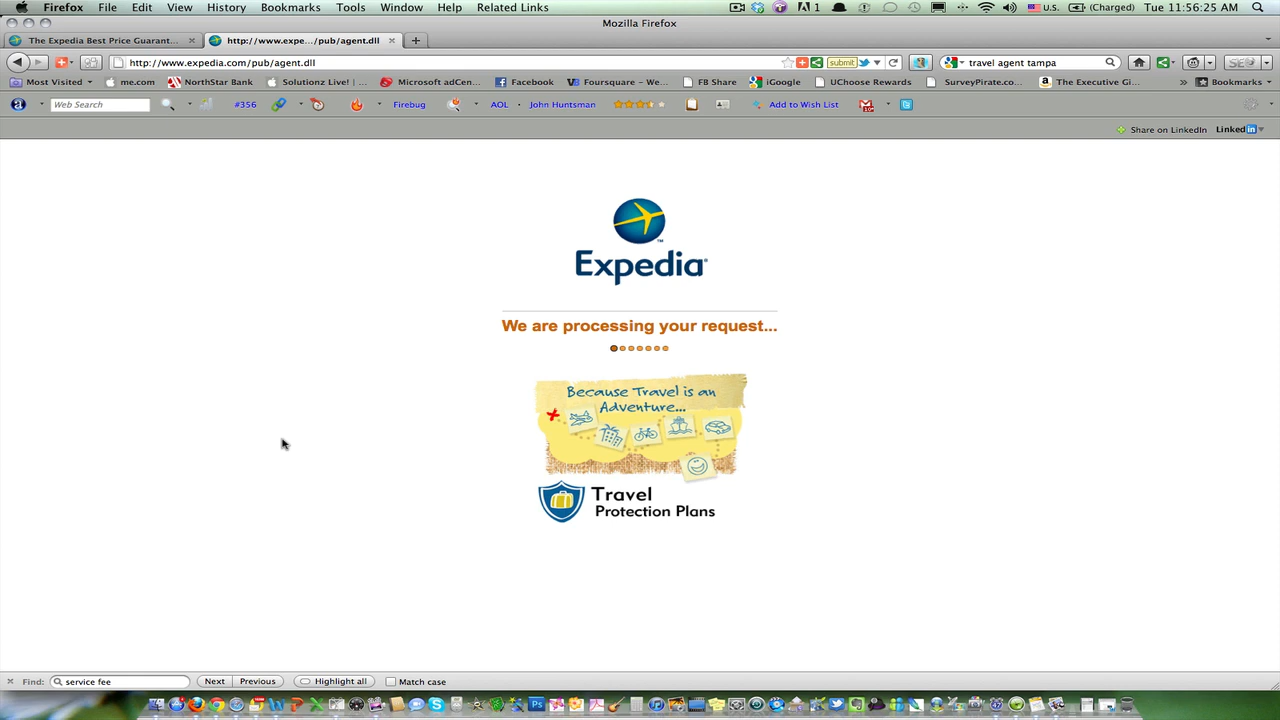 Firefox File Edit View History Bookmarks Tools Window Help Related Links 1 U.S. (Charged) Tue 11:56:25 AM
Mozilla Firefox
The Expedia Best Price Guarant... http://www.expe.../pub/agent.dll
http://www.expedia.com/pub/agent.dll submit travel agent tampa
Most Visited me.com NorthStar Bank Solutionz Live! | ... Microsoft adCen... Facebook Foursquare - We... FB Share iGoogle UChoose Rewards SurveyPirate.co... The Executive Gi... » Bookmarks
a Web Search #356 Firebug AOL John Huntsman Add to Wish List
Share on LinkedIn Linked in
Expedia
We are processing your request...
Because Travel is an
Adventure...
Travel
Protection Plans
Find: service fee Next Previous Highlight all Match case